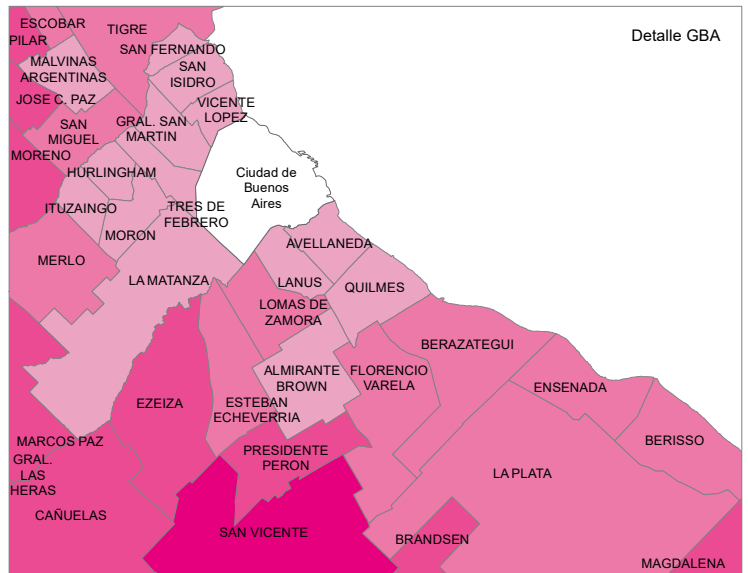 ESCOBAR
TIGRE
Detalle GBA
PILAR
SAN FERNANDO
MALVINAS
ARGENTINAS
SAN
ISIDRO
JOSE C. PAZ
VICENTE
LOPEZ
SAN
MIGUEL
GRAL. SAN
MARTIN
MORENO
HURLINGHAM
Ciudad de
Buenos
Aires
ITUZAINGO
TRES DE
FEBRERO
MORON
AVELLANEDA
MERLO
LA MATANZA
LANUS
QUILMES
LOMAS DE
ZAMORA
BERAZATEGUI
ALMIRANTE
BROWN
FLORENCIO
VARELA
ENSENADA
EZEIZA
ESTEBAN
ECHEVERRIA
MARCOS PAZ
BERISSO
PRESIDENTE
PERON
GRAL.
LAS
HERAS
LA PLATA
CAÑUELAS
SAN VICENTE
BRANDSEN
MAGDALENA